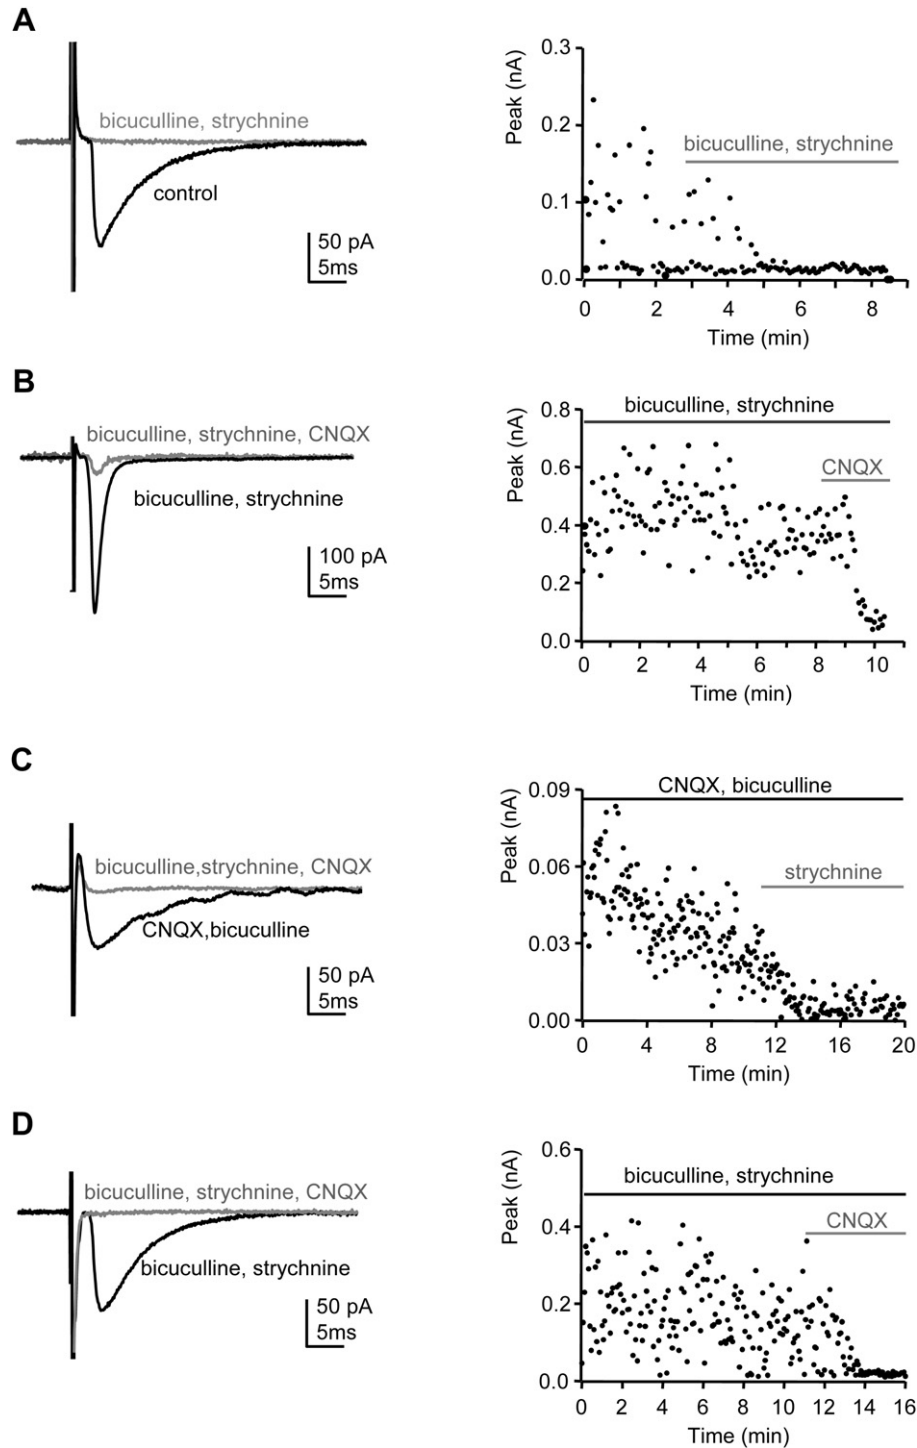 A
bicuculline, strychnine
control
50 pA
5ms
Peak (nA)
0.3
0.2
0.1
0.0
bicuculline, strychnine
0 2 4 6 8
Time (min)
B
bicuculline, strychnine, CNQX
bicuculline, strychnine
100 pA
5ms
Peak (nA)
0.8
0.6
0.4
0.2
0.0
bicuculline, strychnine
CNQX
0 2 4 6 8 10
Time (min)
C
bicuculline,strychnine, CNQX
CNQX,bicuculline
50 pA
5ms
Peak (nA)
0.09
0.06
0.03
0.00
CNQX, bicuculline
strychnine
0 4 8 12 16 20
Time (min)
D
bicuculline, strychnine, CNQX
bicuculline, strychnine
50 pA
5ms
Peak (nA)
0.6
0.4
0.2
0.0
bicuculline, strychnine
CNQX
0 2 4 6 8 10 12 14 16
Time (min)